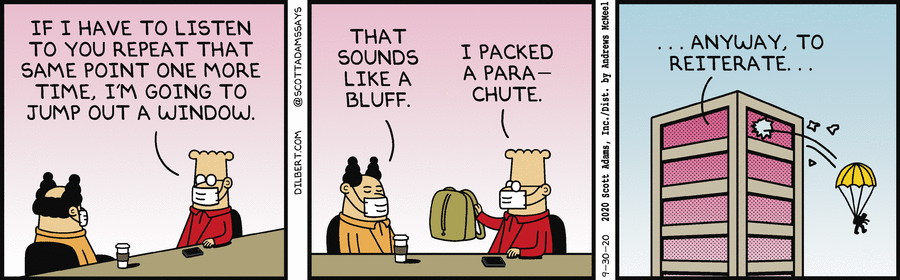 IF I HAVE TO LISTEN
TO YOU REPEAT THAT
SAME POINT ONE MORE
TIME, I'M GOING TO
JUMP OUT A WINDOW.
DILBERT.COM @SCOTTADAMSSAYS
THAT
SOUNDS
LIKE A
BLUFF.
I PACKED
A PARA-
CHUTE.
9-30-20 2020 Scott Adams, Inc./Dist. by Andrews McMeel
...ANYWAY, TO
REITERATE...